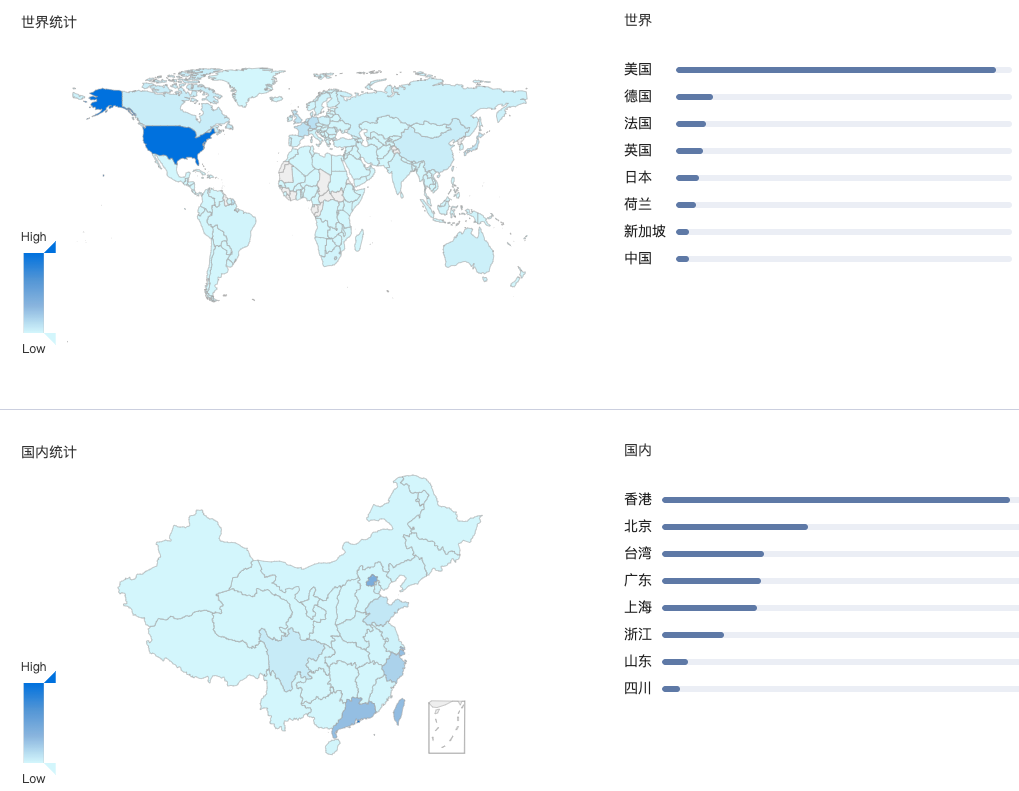 世界统计
世界
美国
德国
法国
英国
日本
荷兰
新加坡
中国
High
Low
国内统计
国内
香港
北京
台湾
广东
上海
浙江
山东
四川
High
Low